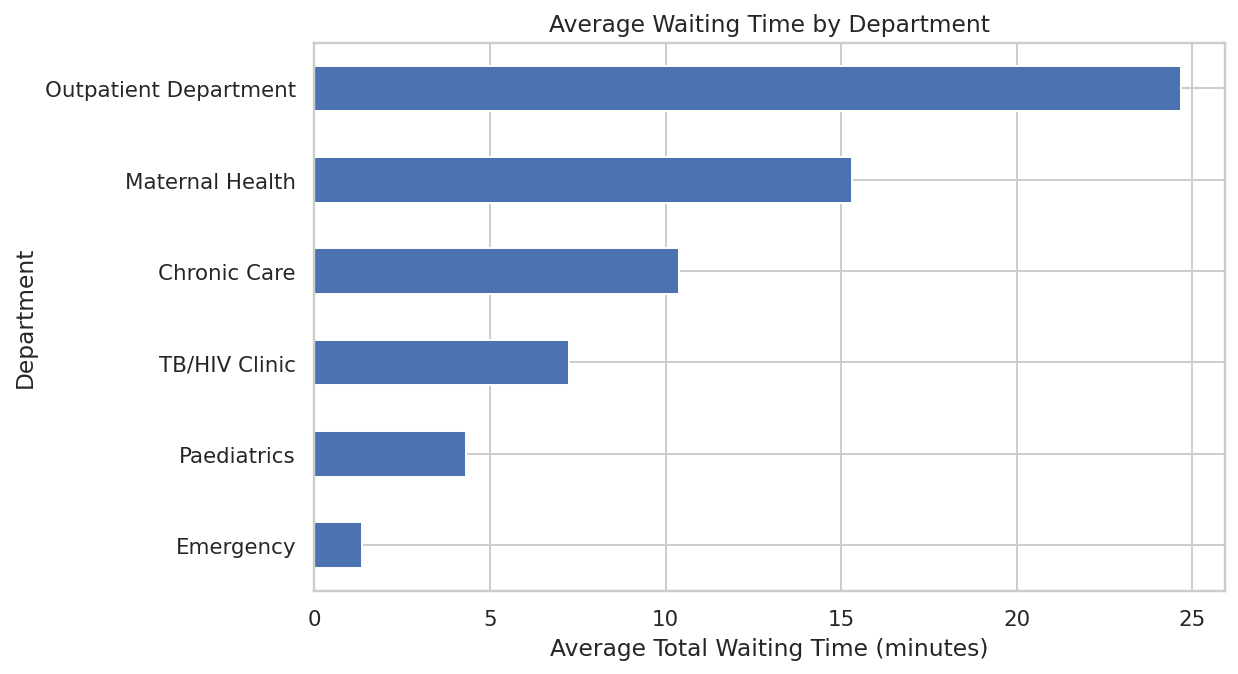 Average Waiting Time by Department
Department
Outpatient Department
Maternal Health
Chronic Care
TB/HIV Clinic
Paediatrics
Emergency
0 5 10 15 20 25
Average Total Waiting Time (minutes)